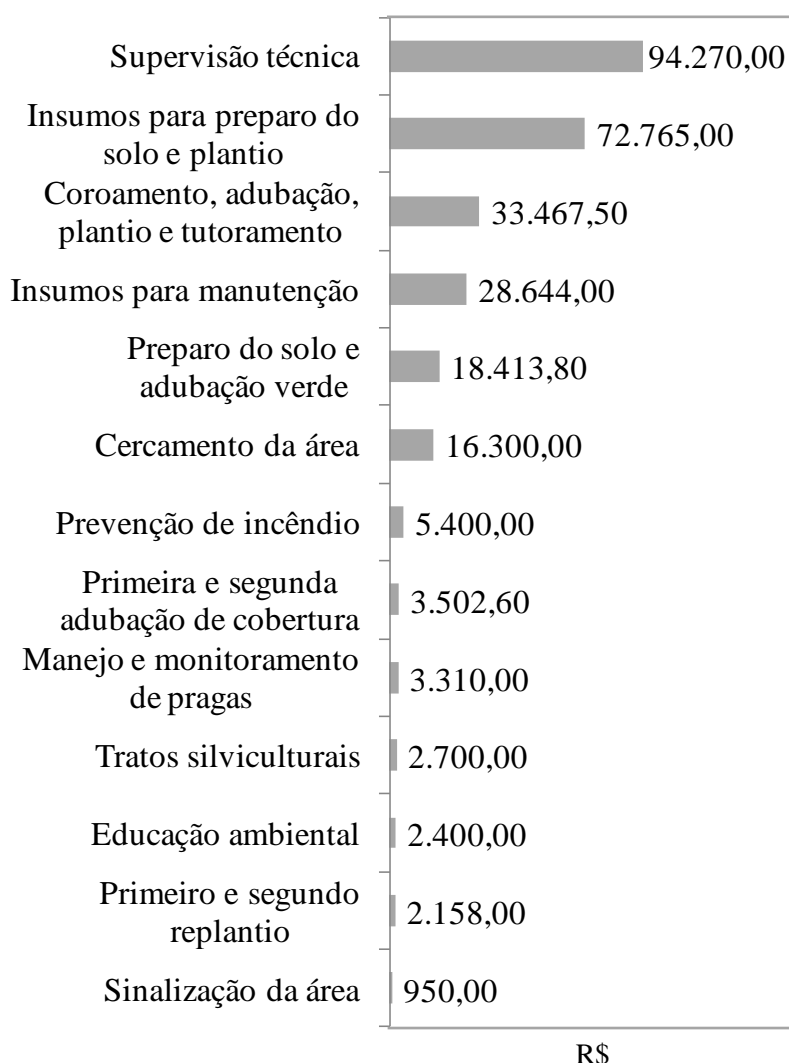 Supervisão técnica
94.270,00
Insumos para preparo do
solo e plantio
72.765,00
Coroamento, adubação,
plantio e tutoramento
33.467,50
Insumos para manutenção
28.644,00
Preparo do solo e
adubação verde
18.413,80
Cercamento da área
16.300,00
Prevenção de incêndio
5.400,00
Primeira e segunda
adubação de cobertura
3.502,60
Manejo e monitoramento
de pragas
3.310,00
Tratos silviculturais
2.700,00
Educação ambiental
2.400,00
Primeiro e segundo
replantio
2.158,00
Sinalização da área
950,00
R$